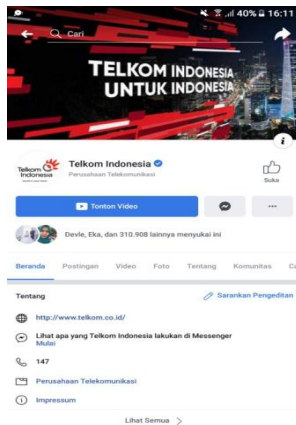 40% 16:11
Cari
TELKOM INDONESIA
UNTUK INDONESIA
Telkom
Indonesia
Telkom Indonesia
Perusahaan Telekomunikasi
Suka
Tonton Video
Devie, Eka, dan 310.908 lainnya menyukai ini
Beranda Postingan Video Foto Tentang Komunitas Ca
Tentang
Sarankan Pengeditan
http://www.telkom.co.id/
Lihat apa yang Telkom Indonesia lakukan di Messenger
Mulai
147
Perusahaan Telekomunikasi
Impressum
Lihat Semua